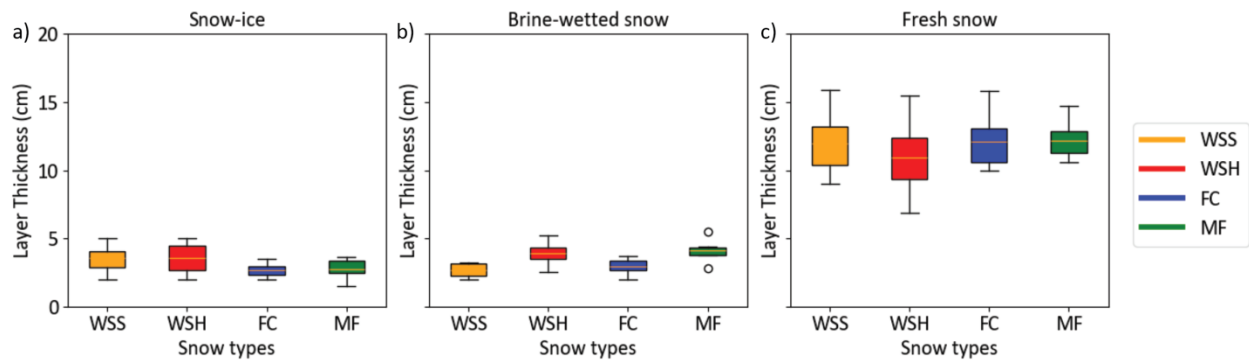 Snow-ice
Brine-wetted snow
Fresh snow
a)
b)
c)
Layer Thickness (cm)
20
15
10
5
0
WSS WSH FC MF
Snow types
Layer Thickness (cm)
WSS WSH FC MF
Snow types
Layer Thickness (cm)
WSS WSH FC MF
Snow types
WSS
WSH
FC
MF